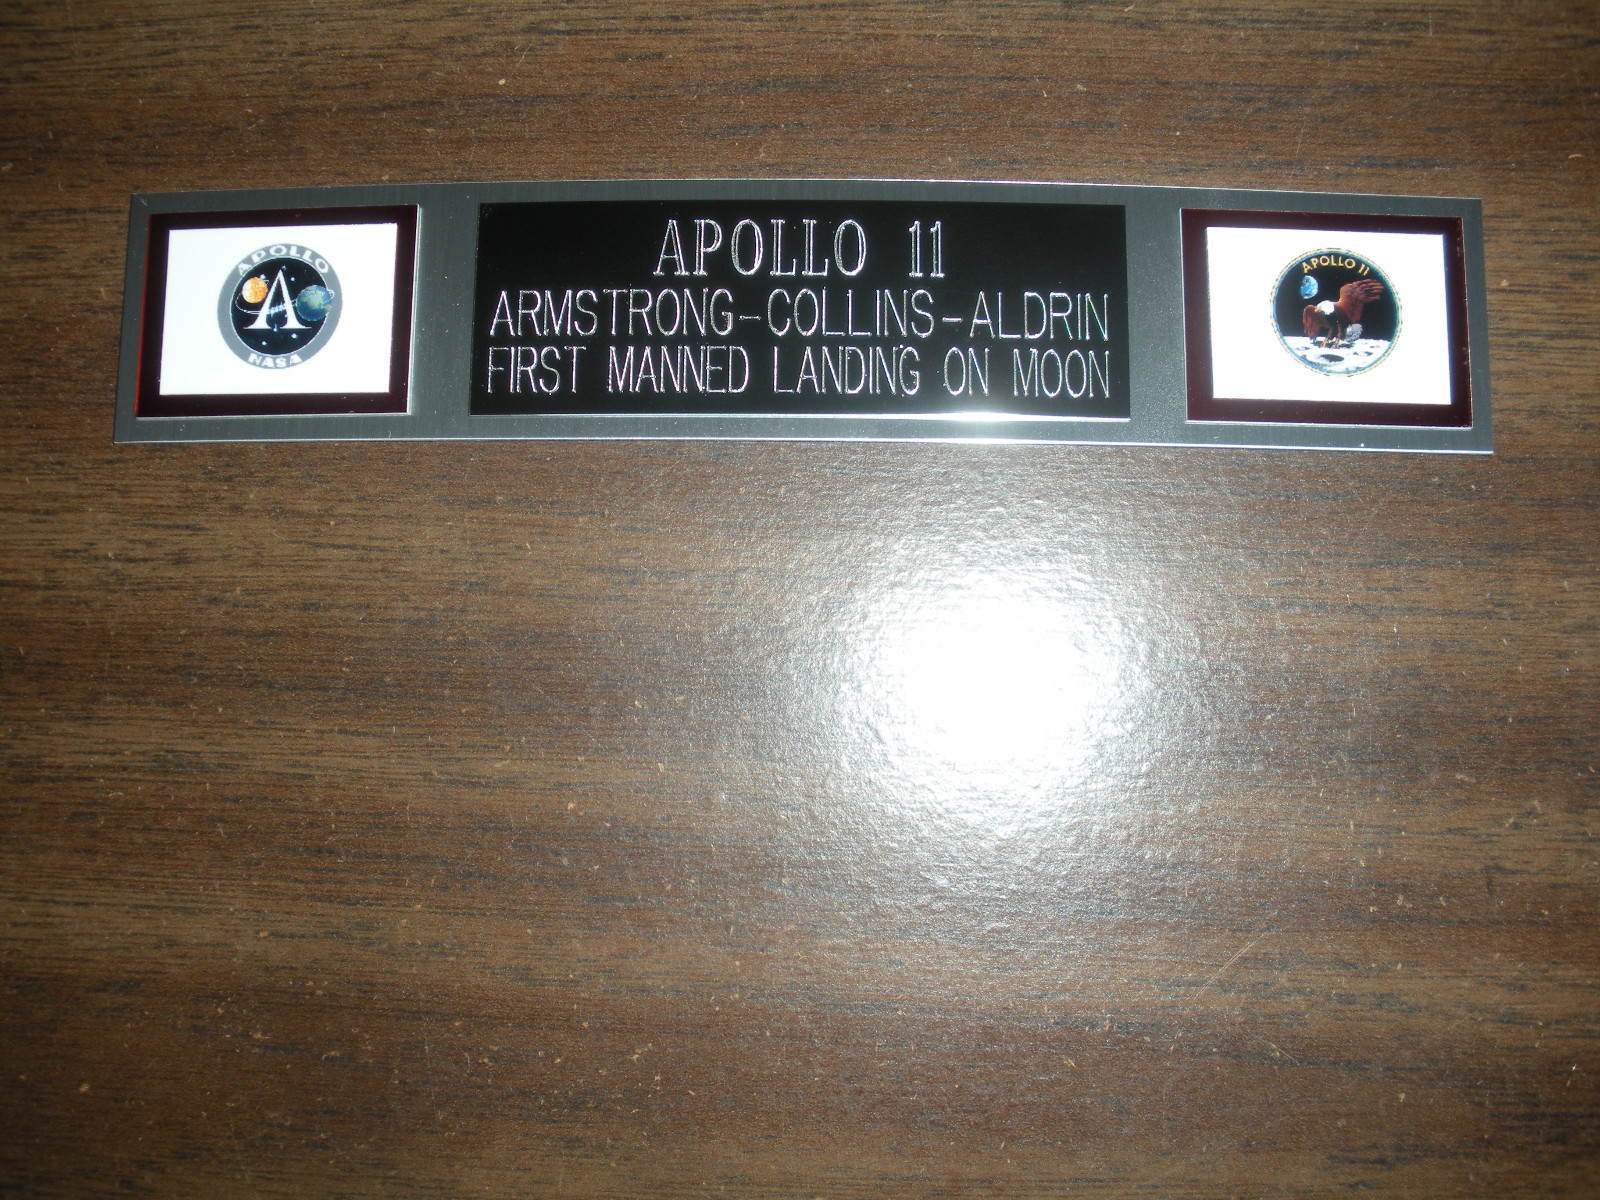 APOLLO
NASA
APOLLO 11
ARMSTRONG-COLLINS-ALDRIN
FIRST MANNED LANDING ON MOON
APOLLO 11